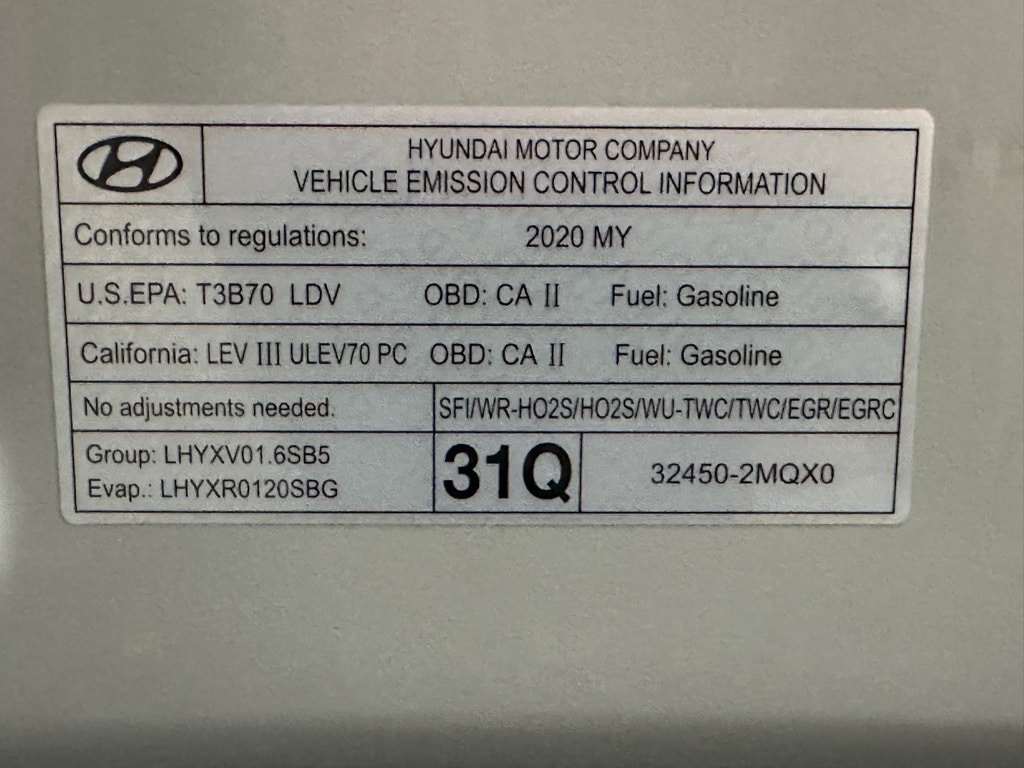 HYUNDAI MOTOR COMPANY
VEHICLE EMISSION CONTROL INFORMATION
Conforms to regulations: 2020 MY
U.S.EPA: T3B70 LDV OBD: CA II Fuel: Gasoline
California: LEV III ULEV70 PC OBD: CA II Fuel: Gasoline
No adjustments needed. SFI/WR-HO2S/HO2S/WU-TWC/TWC/EGR/EGRC
Group: LHYXV01.6SB5
Evap.: LHYXR0120SBG
31Q
32450-2MQX0